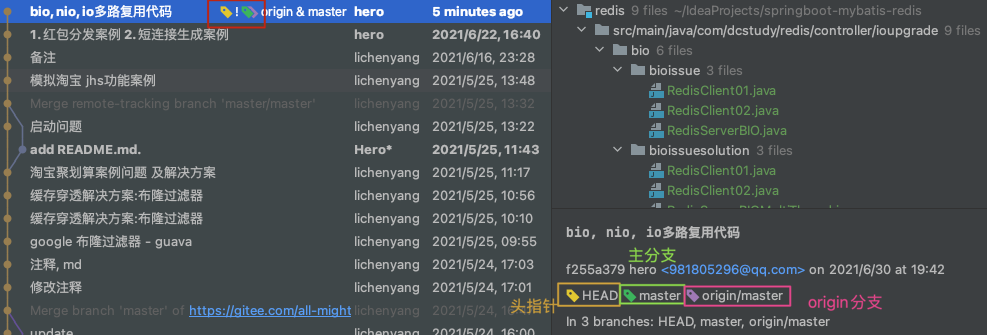 bio, nio, io多路复用代码 ! origin & master hero 5 minutes ago
1.红包分发案例 2.短连接生成案例 hero 2021/6/22, 16:40
备注 lichenyang 2021/6/16, 23:28
模拟淘宝 jhs功能案例 lichenyang 2021/5/25, 13:48
Merge remote-tracking branch 'master/master' lichenyang 2021/5/25, 13:32
启动问题 lichenyang 2021/5/25, 13:22
add README.md. Hero* 2021/5/25, 11:43
淘宝聚划算案例问题 及解决方案 lichenyang 2021/5/25, 11:17
缓存穿透解决方案:布隆过滤器 lichenyang 2021/5/25, 10:56
缓存穿透解决方案:布隆过滤器 lichenyang 2021/5/25, 10:10
google 布隆过滤器 - guava lichenyang 2021/5/25, 09:55
注释, md lichenyang 2021/5/24, 17:03
修改注释 lichenyang 2021/5/24, 17:01
Merge branch 'master' of https://gitee.com/all-might lichenyang 2021/5/24, 16
update lichenyang 2021/5/24, 16:00
redis 9 files ~/IdeaProjects/springboot-mybatis-redis
src/main/java/com/dcstudy/redis/controller/ioupgrade 9 files
bio 6 files
bioissue 3 files
RedisClient01.java
RedisClient02.java
RedisServerBIO.java
bioissuesolution 3 files
RedisClient01.java
RedisClient02.java
bio, nio, io多路复用代码
主分支
f255a379 hero <981805296@qq.com> on 2021/6/30 at 19:42
头指针 HEAD master origin/master origin分支
In 3 branches: HEAD, master, origin/master